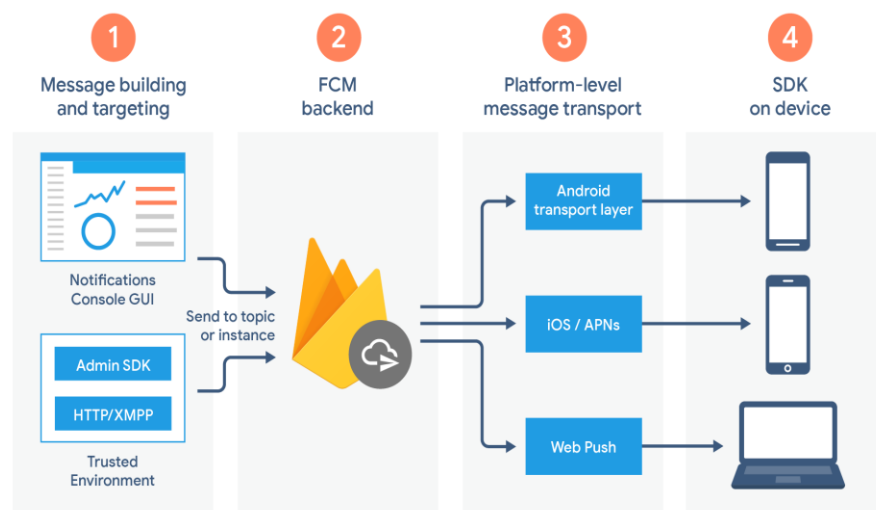 1
Message building
and targeting
2
FCM
backend
3
Platform-level
message transport
4
SDK
on device
Notifications
Console GUI
Send to topic
or instance
Admin SDK
HTTP/XMPP
Trusted
Environment
Android
transport layer
iOS / APNs
Web Push